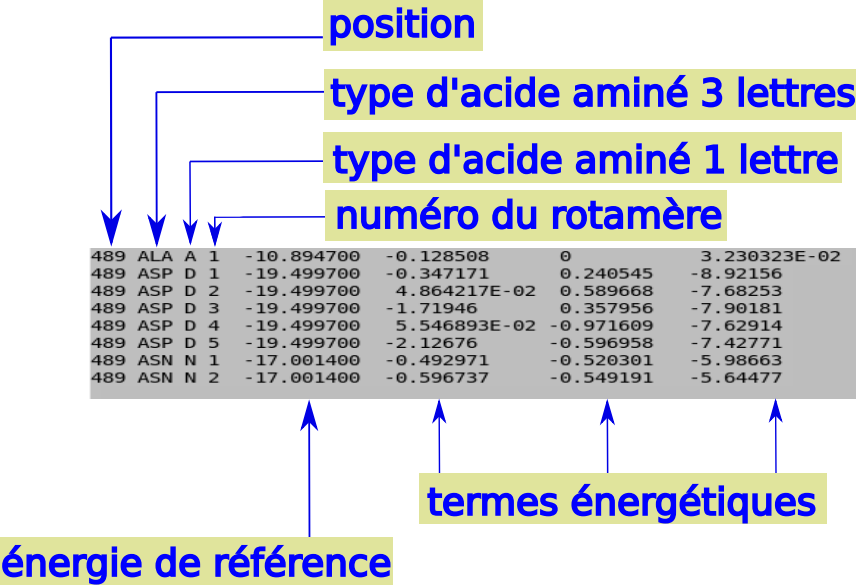 position
type d'acide aminé 3 lettres
type d'acide aminé 1 lettre
numéro du rotamère
489 ALA A 1 -10.894700 -0.128508 0 3.230323E-02
489 ASP D 1 -19.499700 -0.347171 0.240545 -8.92156
489 ASP D 2 -19.499700 4.864217E-02 0.589668 -7.68253
489 ASP D 3 -19.499700 -1.71946 0.357956 -7.90181
489 ASP D 4 -19.499700 5.546893E-02 -0.971609 -7.62914
489 ASP D 5 -19.499700 -2.12676 -0.596958 -7.42771
489 ASN N 1 -17.001400 -0.492971 -0.520301 -5.98663
489 ASN N 2 -17.001400 -0.596737 -0.549191 -5.64477
termes énergétiques
énergie de référence